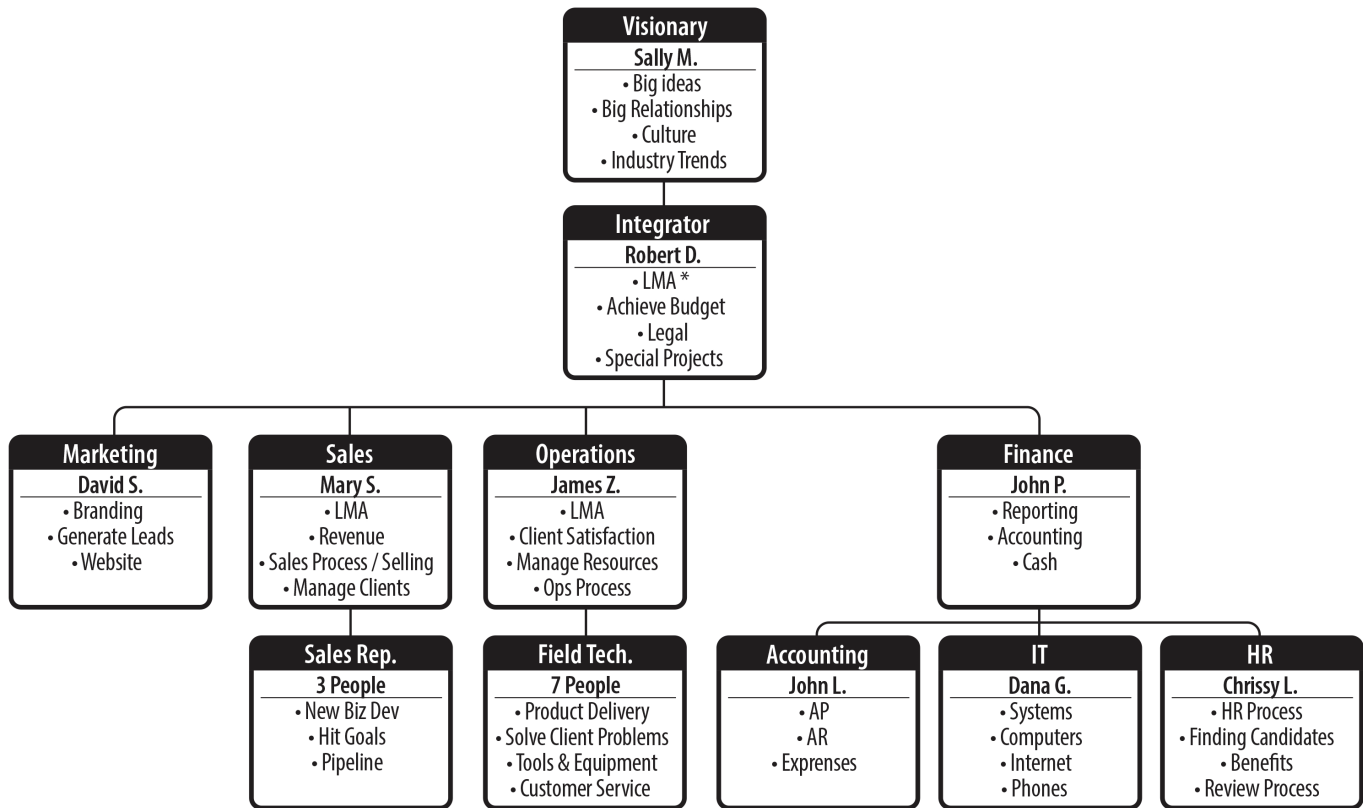 Visionary
Sally M.
• Big ideas
• Big Relationships
• Culture
• Industry Trends
Integrator
Robert D.
• LMA *
• Achieve Budget
• Legal
• Special Projects
Marketing
David S.
• Branding
• Generate Leads
• Website
Sales
Mary S.
• LMA
• Revenue
• Sales Process / Selling
• Manage Clients
Operations
James Z.
• LMA
• Client Satisfaction
• Manage Resources
• Ops Process
Finance
John P.
• Reporting
• Accounting
• Cash
Sales Rep.
3 People
• New Biz Dev
• Hit Goals
• Pipeline
Field Tech.
7 People
• Product Delivery
• Solve Client Problems
• Tools & Equipment
• Customer Service
Accounting
John L.
• AP
• AR
• Exprenses
IT
Dana G.
• Systems
• Computers
• Internet
• Phones
HR
Chrissy L.
• HR Process
• Finding Candidates
• Benefits
• Review Process